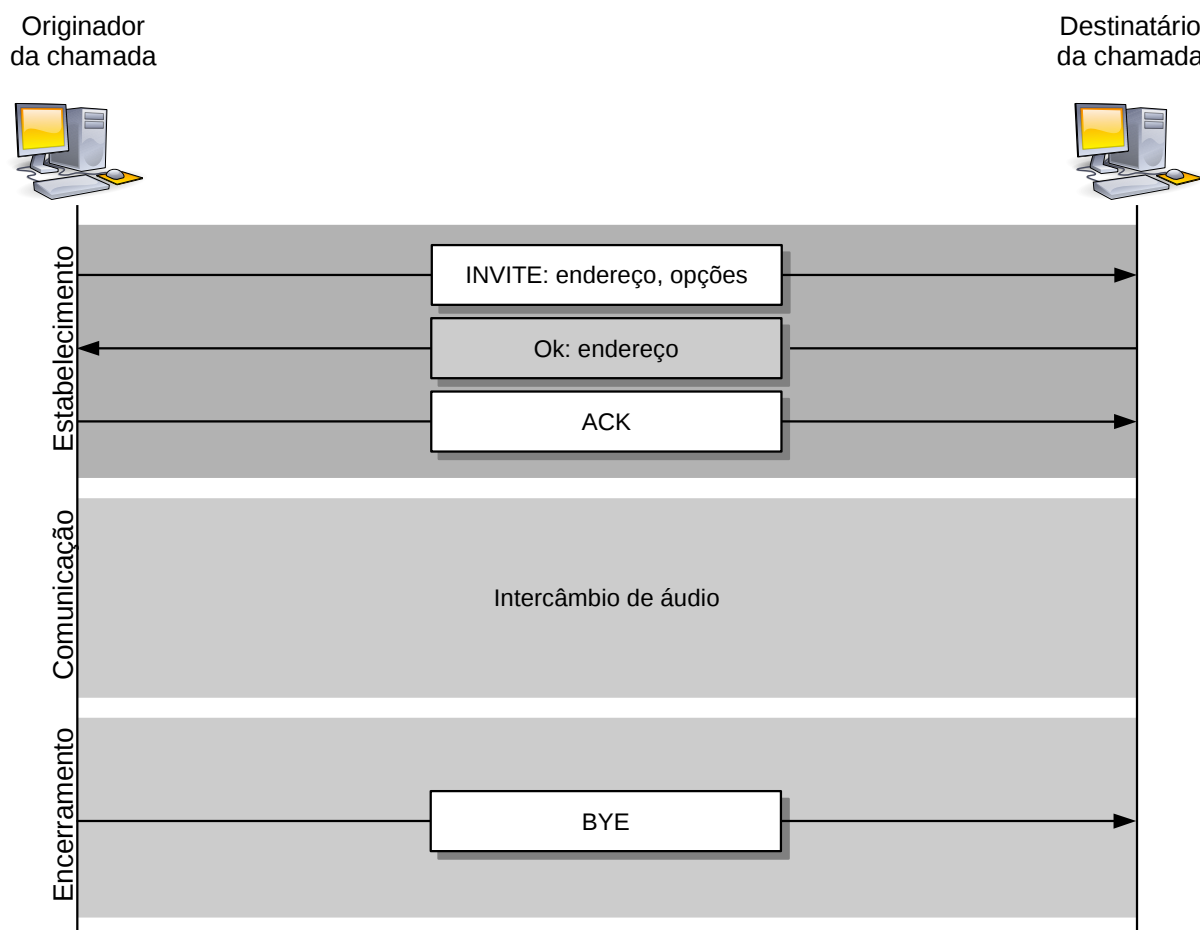 Originador
da chamada
Destinatário
da chamada
Estabelecimento
INVITE: endereço, opções
Ok: endereço
ACK
Comunicação
Intercâmbio de áudio
Encerramento
BYE